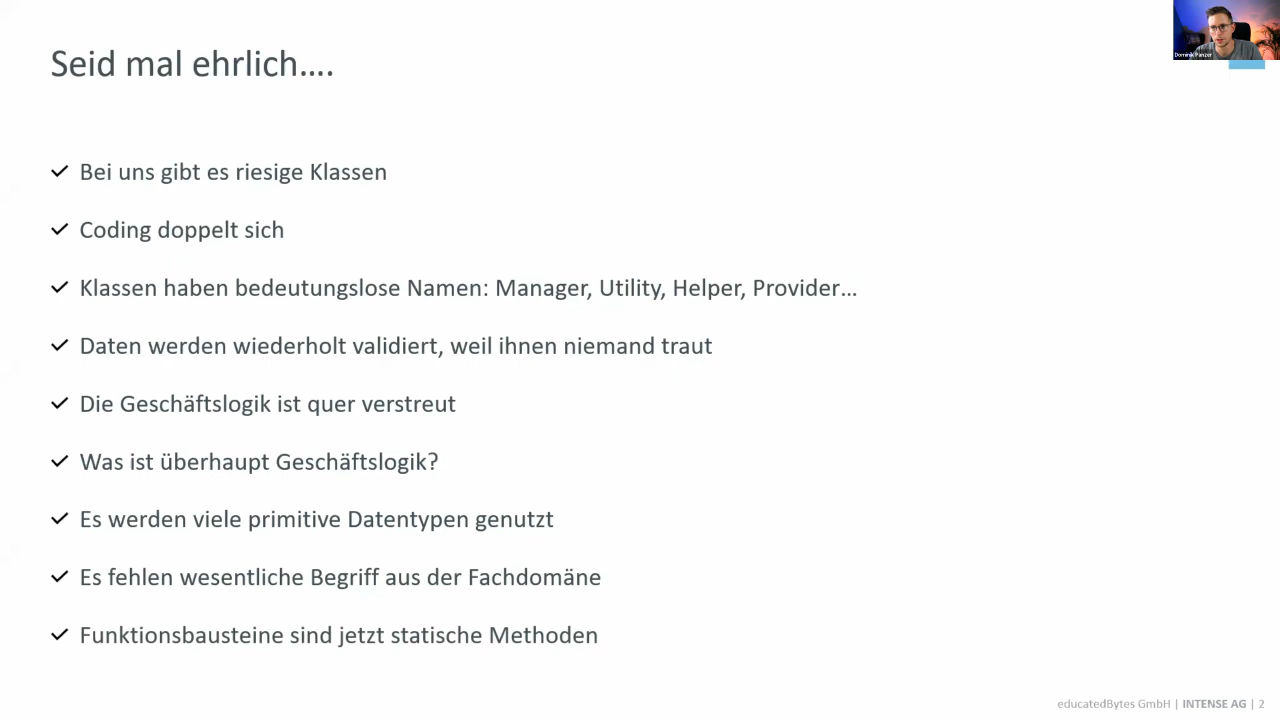 Seid mal ehrlich....
Dominik Panzer
Bei uns gibt es riesige Klassen
Coding doppelt sich
Klassen haben bedeutungslose Namen: Manager, Utility, Helper, Provider...
Daten werden wiederholt validiert, weil ihnen niemand traut
Die Geschäftslogik ist quer verstreut
Was ist überhaupt Geschäftslogik?
Es werden viele primitive Datentypen genutzt
Es fehlen wesentliche Begriff aus der Fachdomäne
Funktionsbausteine sind jetzt statische Methoden
educatedBytes GmbH | INTENSE AG | 2